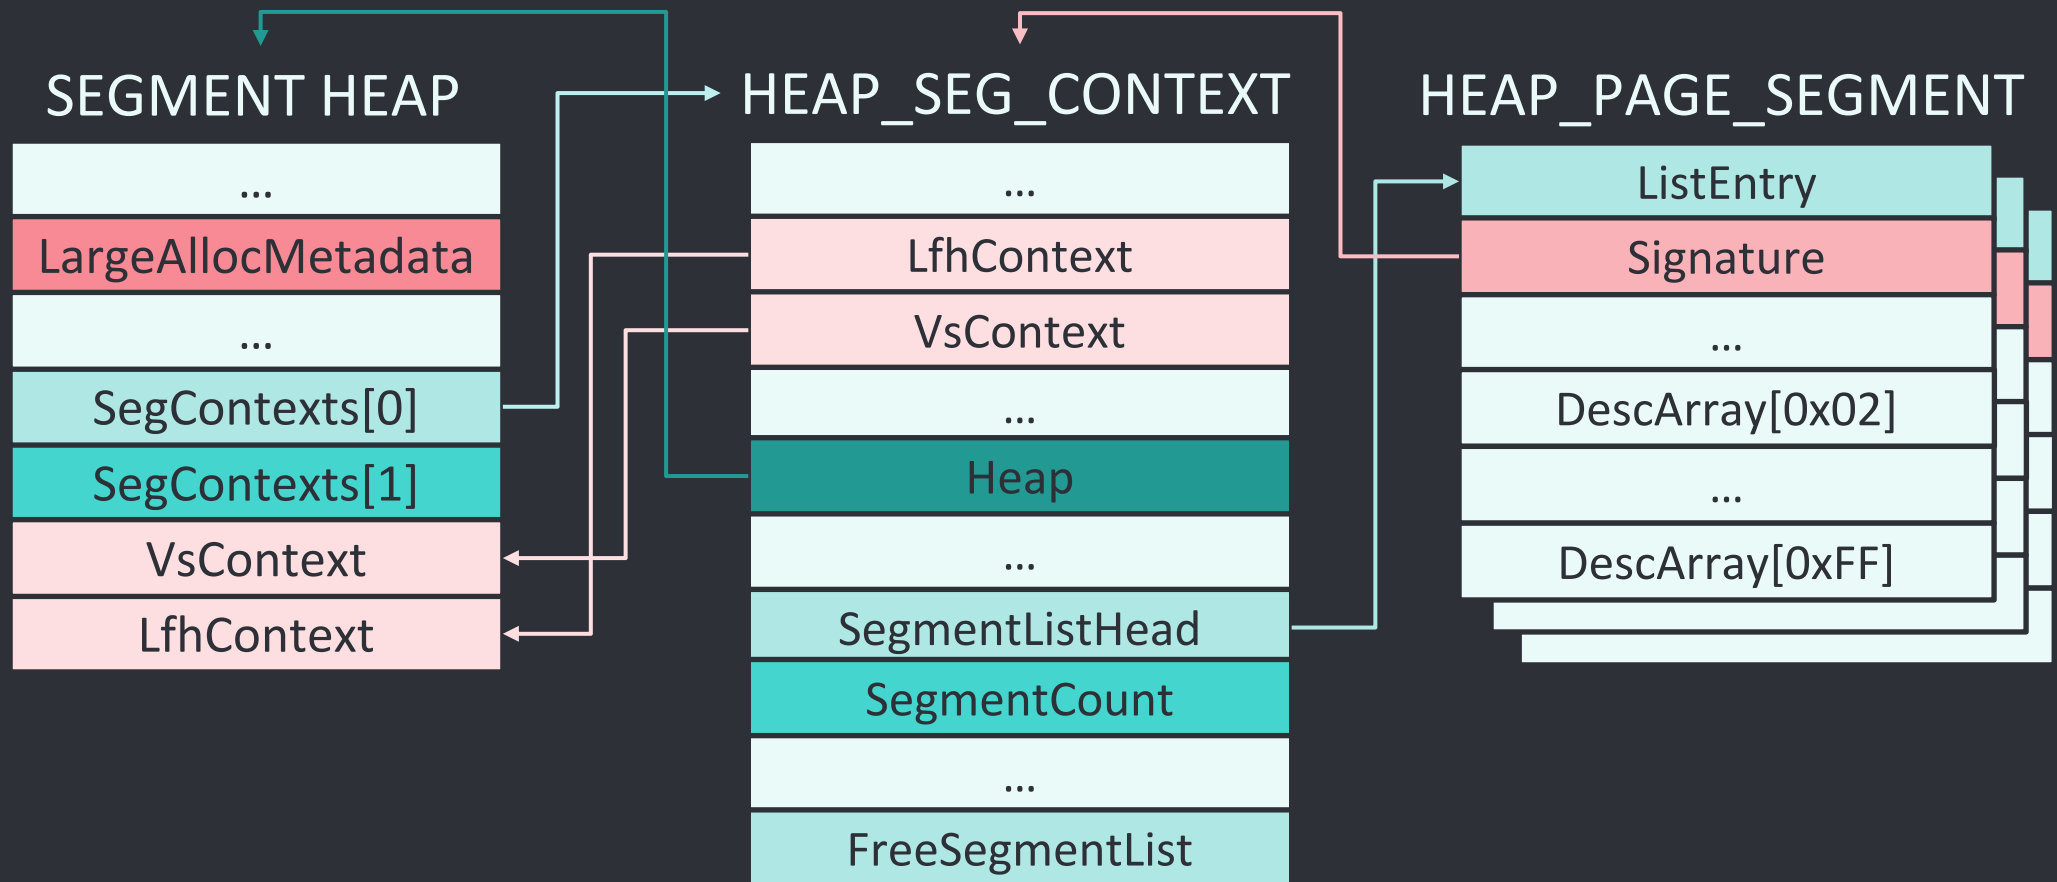 SEGMENT HEAP
...
LargeAllocMetadata
...
SegContexts[0]
SegContexts[1]
VsContext
LfhContext
HEAP_SEG_CONTEXT
...
LfhContext
VsContext
...
Heap
...
SegmentListHead
SegmentCount
...
FreeSegmentList
HEAP_PAGE_SEGMENT
ListEntry
Signature
...
DescArray[0x02]
...
DescArray[0xFF]